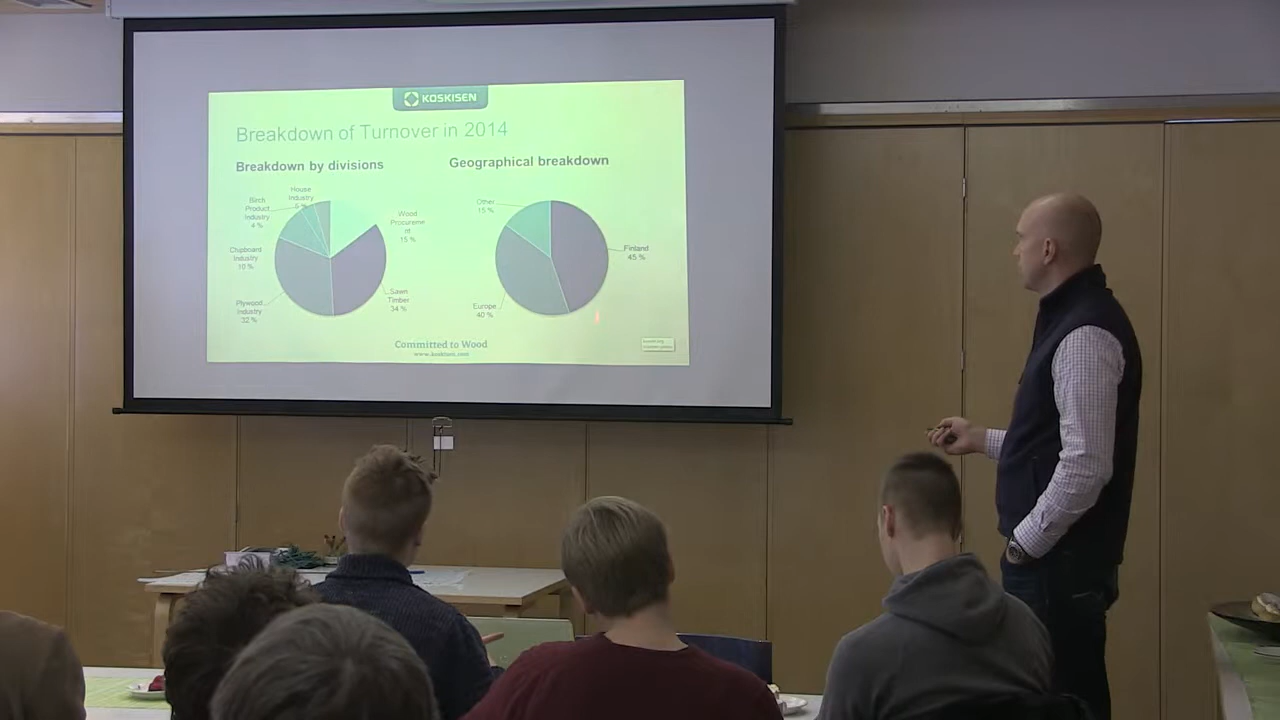 KOSKISEN
Breakdown of Turnover in 2014
Breakdown by divisions
Geographical breakdown
House
Industry
5 %
Birch
Product
Industry
4 %
Wood
Procureme
nt
15 %
Chipboard
Industry
10 %
Plywood
Industry
32 %
Sawn
Timber
34 %
Other
15 %
Finland
45 %
Europe
40 %
Committed to Wood
www.koskisen.com